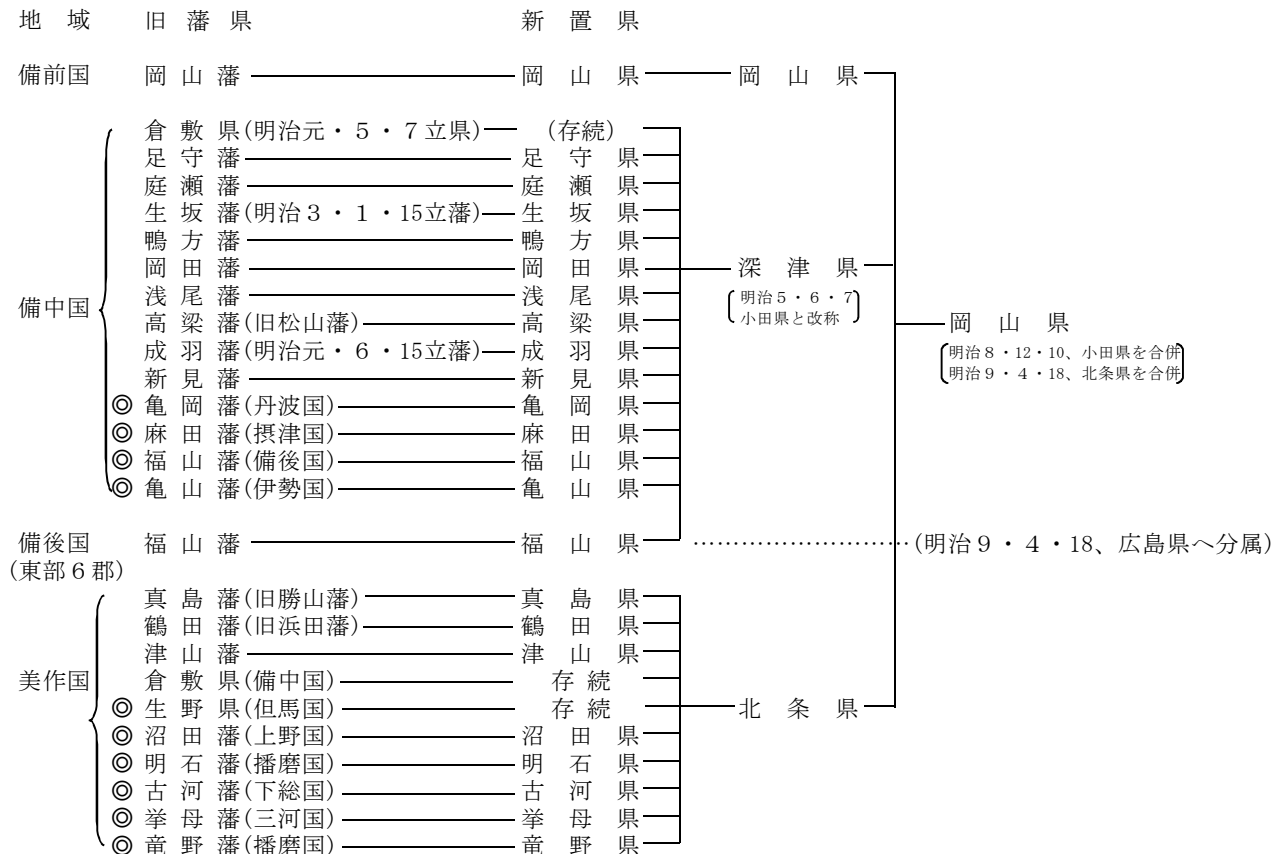 地 域 旧 藩 県 新 置 県
備前国 岡 山 藩 岡 山 県 岡 山 県
倉 敷 県(明治元・5・7立県) (存続)
足 守 藩 足 守 県
庭 瀬 藩 庭 瀬 県
生 坂 藩(明治3・1・15立藩) 生 坂 県
鴨 方 藩 鴨 方 県
岡 田 藩 岡 田 県 深 津 県
浅 尾 藩 浅 尾 県 明治5・6・7
備中国 小田県と改称
高 梁 藩(旧松山藩) 高 梁 県 岡 山 県
成 羽 藩(明治元・6・15立藩) 成 羽 県 明治8・12・10、小田県を合併
新 見 藩 新 見 県 明治9・4・18、北条県を合併
◎ 亀 岡 藩(丹波国) 亀 岡 県
◎ 麻 田 藩(摂津国) 麻 田 県
◎ 福 山 藩(備後国) 福 山 県
◎ 亀 山 藩(伊勢国) 亀 山 県
備後国 福 山 藩 福 山 県 ………………………(明治9・4・18、広島県へ分属)
(東部6郡)
真 島 藩(旧勝山藩) 真 島 県
鶴 田 藩(旧浜田藩) 鶴 田 県
津 山 藩 津 山 県
美作国 倉 敷 県(備中国) 存 続
◎ 生 野 県(但馬国) 存 続 北 条 県
◎ 沼 田 藩(上野国) 沼 田 県
◎ 明 石 藩(播磨国) 明 石 県
◎ 古 河 藩(下総国) 古 河 県
◎ 挙 母 藩(三河国) 挙 母 県
◎ 竜 野 藩(播磨国) 竜 野 県